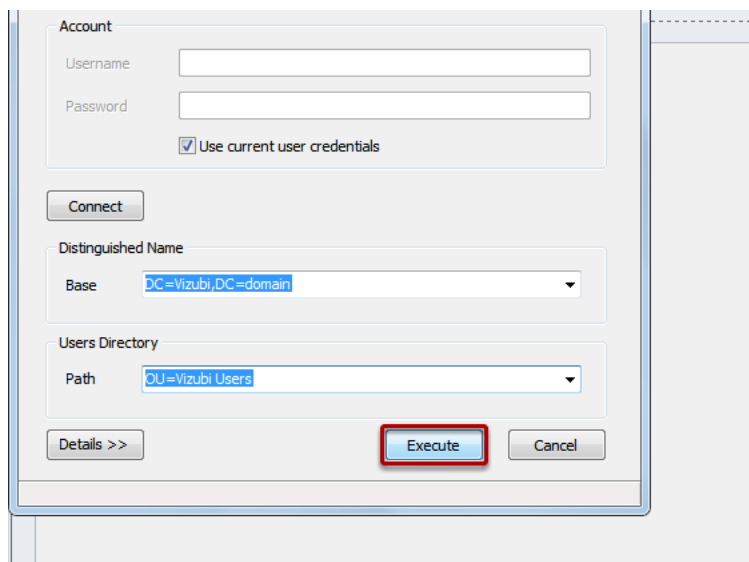 Account
Username
Password
Use current user credentials
Connect
Distinguished Name
Base DC=Vizubi,DC=domain
Users Directory
Path OU=Vizubi Users
Details >> Execute Cancel